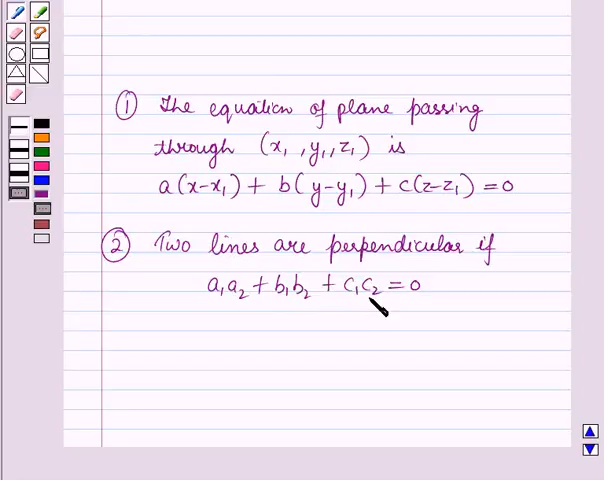 ① The equation of plane passing
through (x₁, y₁, z₁) is
a(x-x₁) + b(y-y₁) + c(z-z₁) = 0
② Two lines are perpendicular if
a₁a₂ + b₁b₂ + c₁c₂ = 0